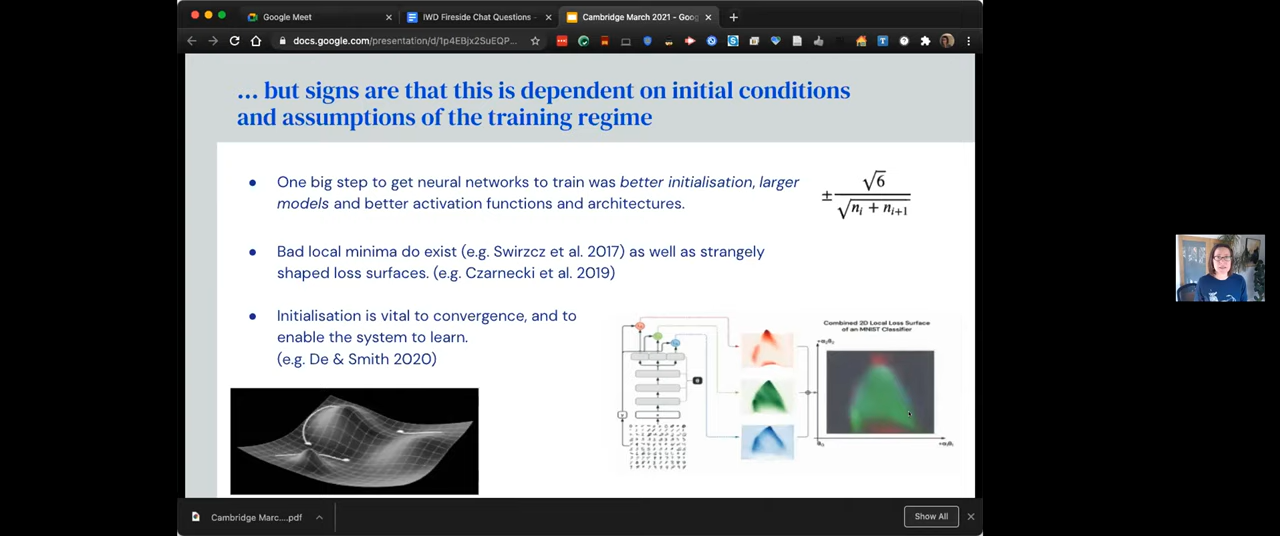 Google Meet
IWD Fireside Chat Questions -
Cambridge March 2021 - Goo
docs.google.com/presentation/d/1p4EBjx2SuEQP...
... but signs are that this is dependent on initial conditions
and assumptions of the training regime
● One big step to get neural networks to train was better initialisation, larger
models and better activation functions and architectures.
± √6 / √(nᵢ + nᵢ₊₁)
● Bad local minima do exist (e.g. Swirzcz et al. 2017) as well as strangely
shaped loss surfaces. (e.g. Czarnecki et al. 2019)
● Initialisation is vital to convergence, and to
enable the system to learn.
(e.g. De & Smith 2020)
Combined 2D Local Loss Surface
of an MNIST Classifier
Cambridge Marc....pdf
Show All